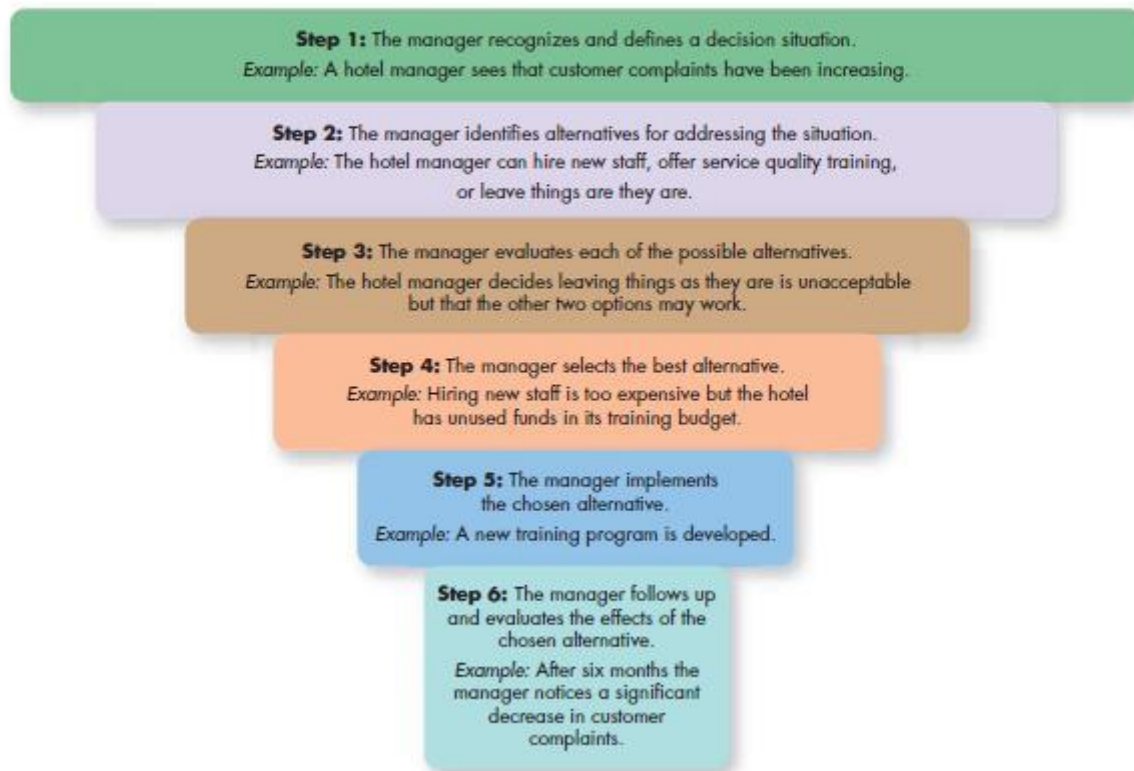 Step 1: The manager recognizes and defines a decision situation.
Example: A hotel manager sees that customer complaints have been increasing.
Step 2: The manager identifies alternatives for addressing the situation.
Example: The hotel manager can hire new staff, offer service quality training,
or leave things are they are.
Step 3: The manager evaluates each of the possible alternatives.
Example: The hotel manager decides leaving things as they are is unacceptable
but that the other two options may work.
Step 4: The manager selects the best alternative.
Example: Hiring new staff is too expensive but the hotel
has unused funds in its training budget.
Step 5: The manager implements
the chosen alternative.
Example: A new training program is developed.
Step 6: The manager follows up
and evaluates the effects of the
chosen alternative.
Example: After six months the
manager notices a significant
decrease in customer
complaints.